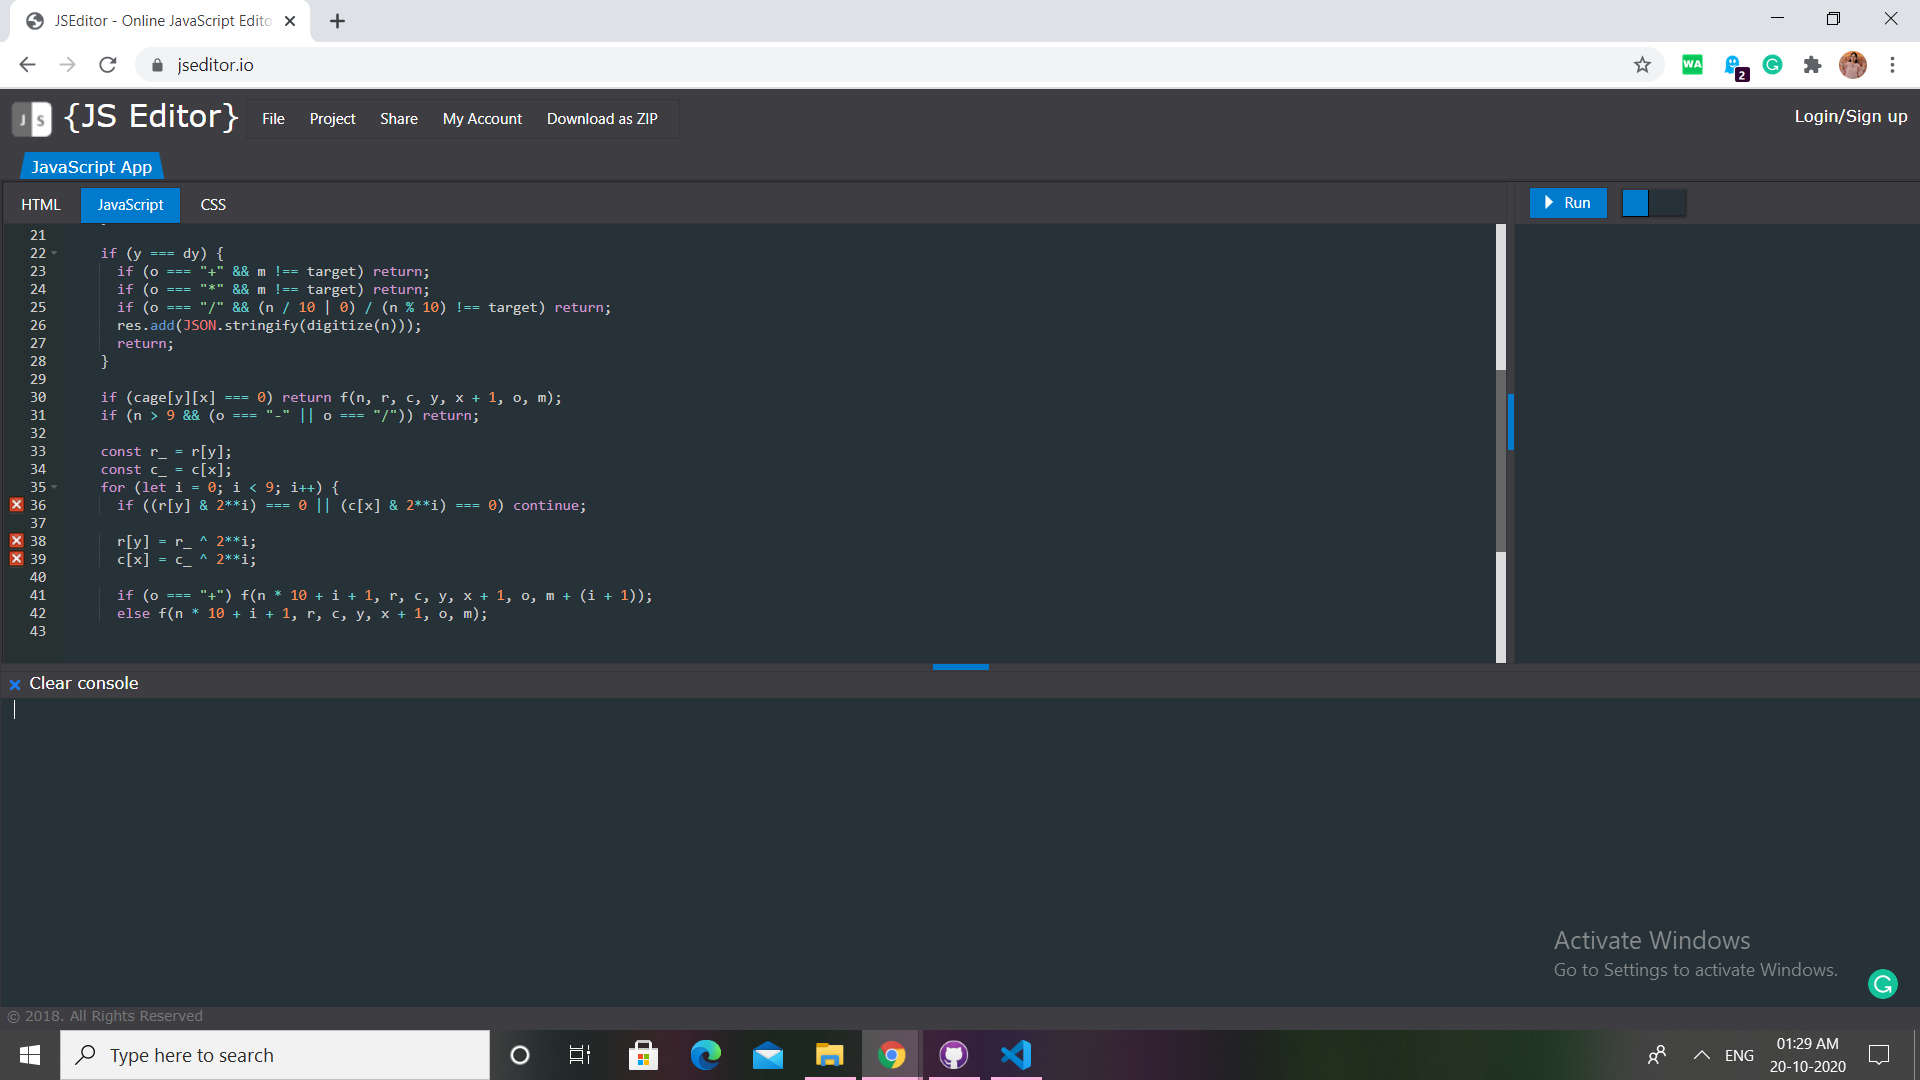 JSEditor - Online JavaScript Edito
jseditor.io
WA
2
J S {JS Editor} File Project Share My Account Download as ZIP Login/Sign up
JavaScript App
HTML JavaScript CSS Run
21
22 if (y === dy) {
23 if (o === "+" && m !== target) return;
24 if (o === "*" && m !== target) return;
25 if (o === "/" && (n / 10 | 0) / (n % 10) !== target) return;
26 res.add(JSON.stringify(digitize(n)));
27 return;
28 }
29
30 if (cage[y][x] === 0) return f(n, r, c, y, x + 1, o, m);
31 if (n > 9 && (o === "-" || o === "/")) return;
32
33 const r_ = r[y];
34 const c_ = c[x];
35 for (let i = 0; i < 9; i++) {
36 if ((r[y] & 2**i) === 0 || (c[x] & 2**i) === 0) continue;
37
38 r[y] = r_ ^ 2**i;
39 c[x] = c_ ^ 2**i;
40
41 if (o === "+") f(n * 10 + i + 1, r, c, y, x + 1, o, m + (i + 1));
42 else f(n * 10 + i + 1, r, c, y, x + 1, o, m);
43
Clear console
Activate Windows
Go to Settings to activate Windows.
© 2018. All Rights Reserved
Type here to search
ENG
01:29 AM
20-10-2020